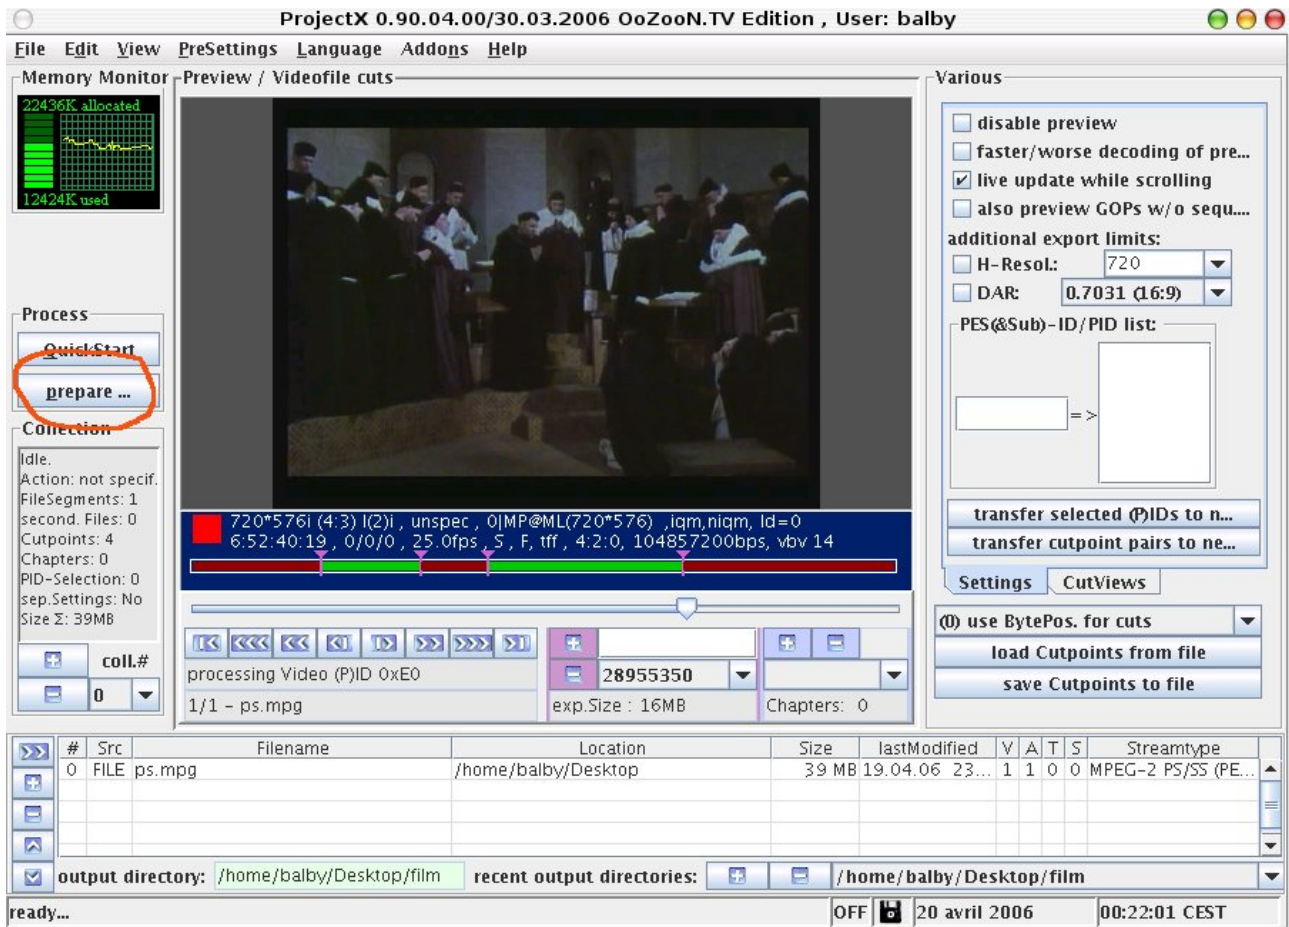 ProjectX 0.90.04.00/30.03.2006 OoZooN.TV Edition , User: balby
File Edit View PreSettings Language Addons Help
Memory Monitor
22436K allocated
12424K used
Process
QuickStart
prepare ...
Collection
Idle.
Action: not specif.
FileSegments: 1
second. Files: 0
Cutpoints: 4
Chapters: 0
PID-Selection: 0
sep.Settings: No
Size Σ: 39MB
coll.#
0
Preview / Videofile cuts
720*576i (4:3) I(2)i , unspec , 0|MP@ML(720*576) ,iqm,niqm, ld=0
6:52:40:19 , 0/0/0 , 25.0fps , S , F, tff , 4:2:0, 104857200bps, vbv 14
processing Video (P)ID 0xE0
28955350
1/1 - ps.mpg
exp.Size : 16MB
Chapters: 0
Various
disable preview
faster/worse decoding of pre...
live update while scrolling
also preview GOPs w/o sequ....
additional export limits:
H-Resol.: 720
DAR: 0.7031 (16:9)
PES(&Sub)-ID/PID list:
=>
transfer selected (P)IDs to n...
transfer cutpoint pairs to ne...
Settings CutViews
(0) use BytePos. for cuts
load Cutpoints from file
save Cutpoints to file
# Src Filename Location Size lastModified V A T S Streamtype
0 FILE ps.mpg /home/balby/Desktop 39 MB 19.04.06 23... 1 1 0 0 MPEG-2 PS/SS (PE...
output directory: /home/balby/Desktop/film recent output directories: /home/balby/Desktop/film
ready... OFF 20 avril 2006 00:22:01 CEST